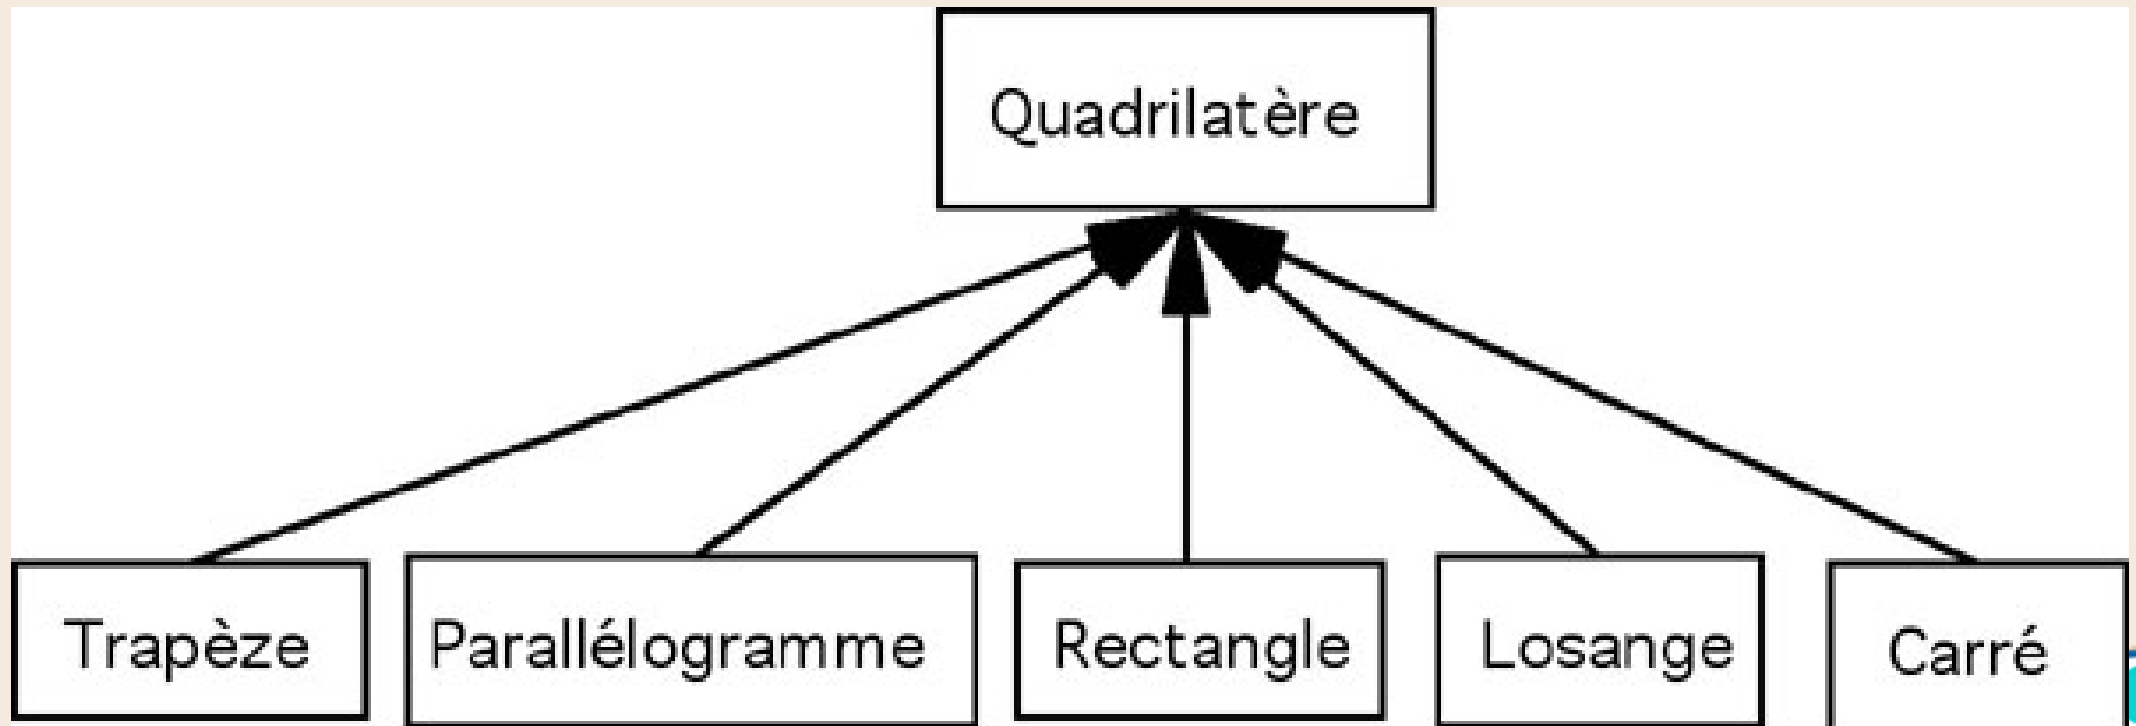 Quadrilatère
Trapèze
Parallélogramme
Rectangle
Losange
Carré